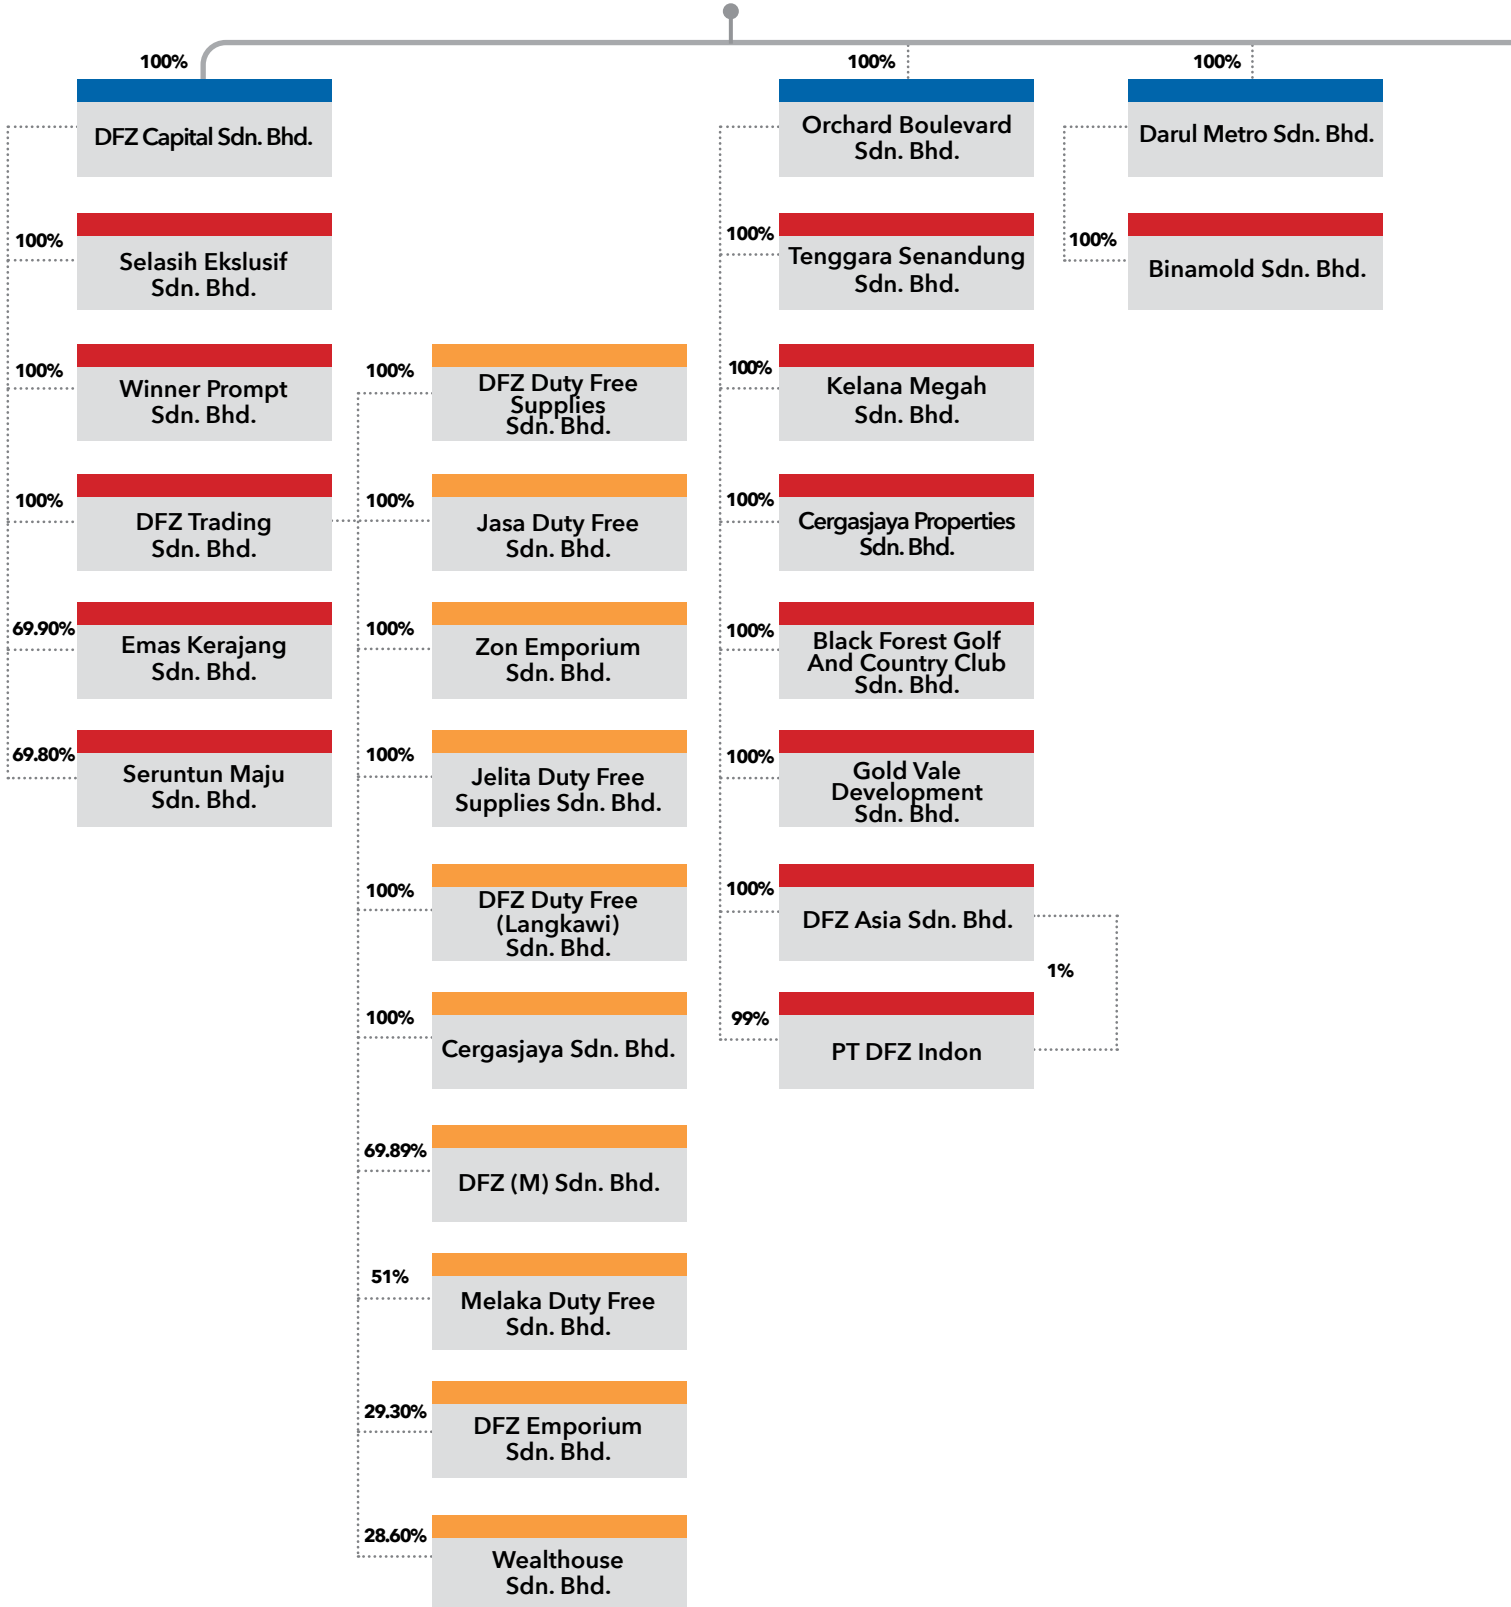 100%
DFZ Capital Sdn. Bhd.
100%
Selasih Ekslusif
Sdn. Bhd.
100%
Winner Prompt
Sdn. Bhd.
100%
DFZ Trading
Sdn. Bhd.
69.90%
Emas Kerajang
Sdn. Bhd.
69.80%
Seruntun Maju
Sdn. Bhd.
100%
DFZ Duty Free
Supplies
Sdn. Bhd.
100%
Jasa Duty Free
Sdn. Bhd.
100%
Zon Emporium
Sdn. Bhd.
100%
Jelita Duty Free
Supplies Sdn. Bhd.
100%
DFZ Duty Free
(Langkawi)
Sdn. Bhd.
100%
Cergasjaya Sdn. Bhd.
69.89%
DFZ (M) Sdn. Bhd.
51%
Melaka Duty Free
Sdn. Bhd.
29.30%
DFZ Emporium
Sdn. Bhd.
28.60%
Wealthouse
Sdn. Bhd.
100%
Orchard Boulevard
Sdn. Bhd.
100%
Tenggara Senandung
Sdn. Bhd.
100%
Kelana Megah
Sdn. Bhd.
100%
Cergasjaya Properties
Sdn. Bhd.
100%
Black Forest Golf
And Country Club
Sdn. Bhd.
100%
Gold Vale
Development
Sdn. Bhd.
100%
DFZ Asia Sdn. Bhd.
1%
99%
PT DFZ Indon
100%
Darul Metro Sdn. Bhd.
100%
Binamold Sdn. Bhd.